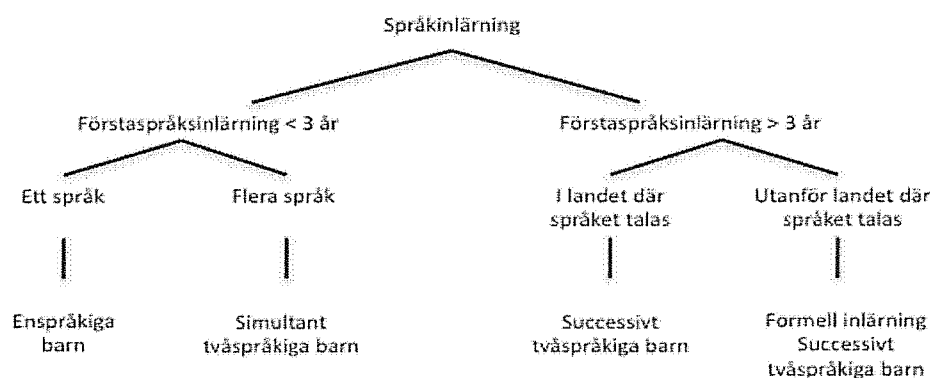 Språkinlärning
Förstaspråksinlärning < 3 år
Förstaspråksinlärning > 3 år
Ett språk
Flera språk
I landet där
språket talas
Utanför landet där
språket talas
Enspråkiga
barn
Simultant
tvåspråkiga barn
Successivt
tvåspråkiga barn
Formell inlärning
Successivt
tvåspråkiga barn